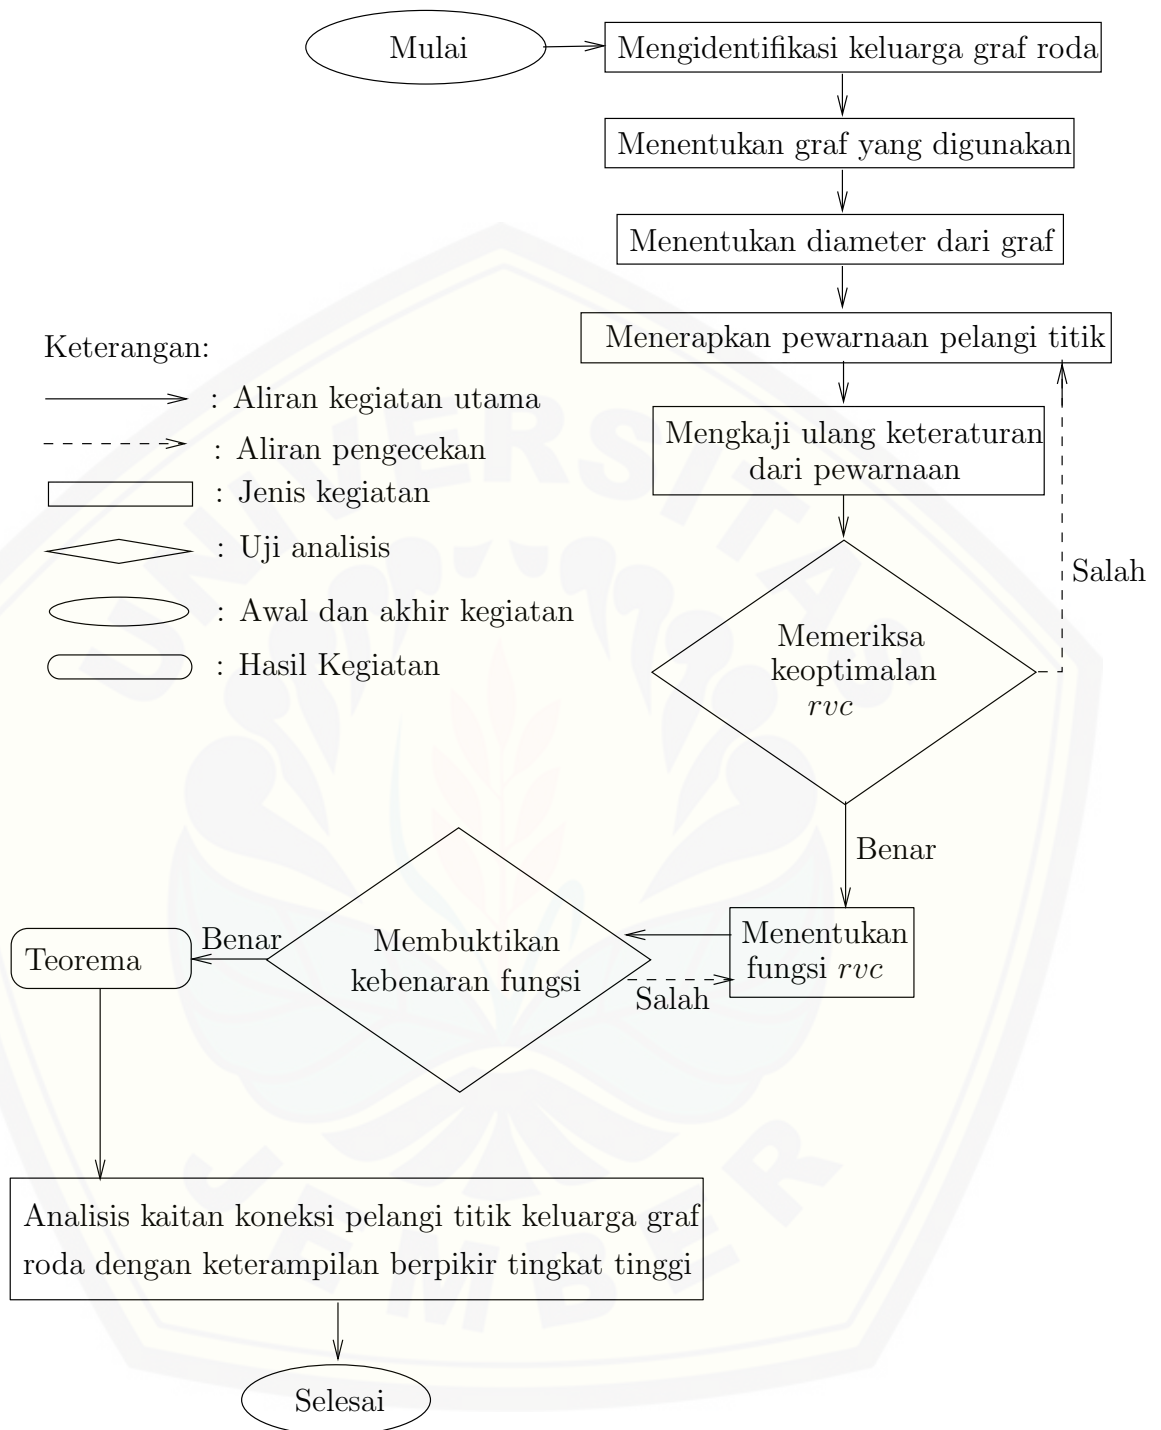 Mulai
Mengidentifikasi keluarga graf roda
Menentukan graf yang digunakan
Menentukan diameter dari graf
Menerapkan pewarnaan pelangi titik
Mengkaji ulang keteraturan
dari pewarnaan
Memeriksa
keoptimalan
rvc
Salah
Benar
Menentukan
fungsi rvc
Membuktikan
kebenaran fungsi
Salah
Benar
Teorema
Analisis kaitan koneksi pelangi titik keluarga graf
roda dengan keterampilan berpikir tingkat tinggi
Selesai
Keterangan:
: Aliran kegiatan utama
: Aliran pengecekan
: Jenis kegiatan
: Uji analisis
: Awal dan akhir kegiatan
: Hasil Kegiatan
UNIVERSITAS
JEMBER